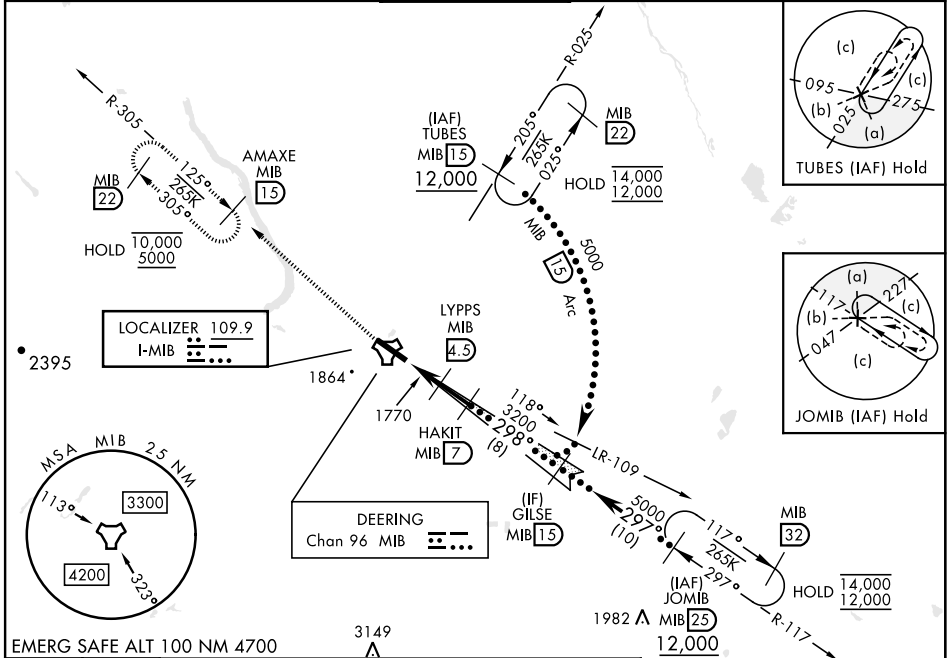 R-305
125°
265K
305°
MIB
22
AMAXE
MIB
15
HOLD 10,000
5000
R-025
(IAF)
TUBES
MIB 15
12,000
205°
265K
025°
MIB
22
HOLD 14,000
12,000
MIB
15
Arc
5000
(c)
(c)
095
275
(b)
025
(a)
TUBES (IAF) Hold
(a)
117
227
(b)
(c)
047
(c)
JOMIB (IAF) Hold
LOCALIZER 109.9
I-MIB
2395
1864
1770
LYPPS
MIB
4.5
HAKIT
MIB 7
118°
3200
298°
(8)
LR-109
(IF)
GILSE
MIB 15
5000
297°
(10)
117°
265K
297°
MIB
32
HOLD 14,000
12,000
(IAF)
JOMIB
MIB 25
12,000
R-117
1982
DEERING
Chan 96 MIB
MSA MIB 25 NM
113°
3300
4200
323°
EMERG SAFE ALT 100 NM 4700
3149